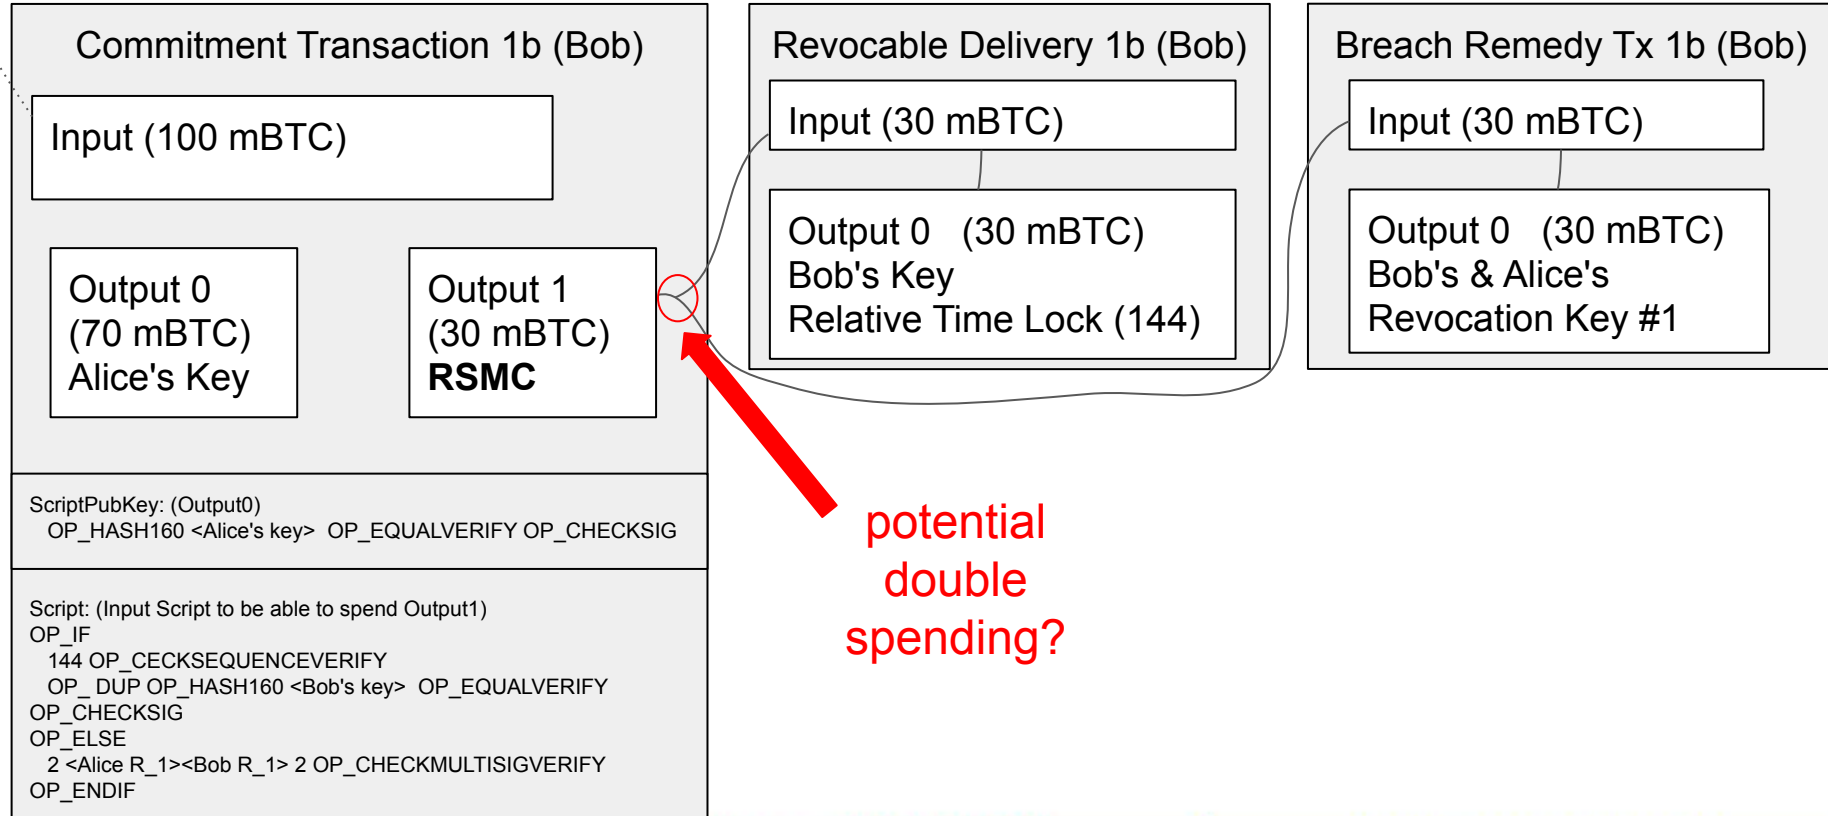 Commitment Transaction 1b (Bob)
Input (100 mBTC)
Output 0
(70 mBTC)
Alice's Key
Output 1
(30 mBTC)
RSMC
ScriptPubKey: (Output0)
OP_HASH160 <Alice's key> OP_EQUALVERIFY OP_CHECKSIG
Script: (Input Script to be able to spend Output1)
OP_IF
144 OP_CECKSEQUENCEVERIFY
OP_ DUP OP_HASH160 <Bob's key> OP_EQUALVERIFY
OP_CHECKSIG
OP_ELSE
2 <Alice R_1><Bob R_1> 2 OP_CHECKMULTISIGVERIFY
OP_ENDIF
Revocable Delivery 1b (Bob)
Input (30 mBTC)
Output 0 (30 mBTC)
Bob's Key
Relative Time Lock (144)
Breach Remedy Tx 1b (Bob)
Input (30 mBTC)
Output 0 (30 mBTC)
Bob's & Alice's
Revocation Key #1
potential
double
spending?